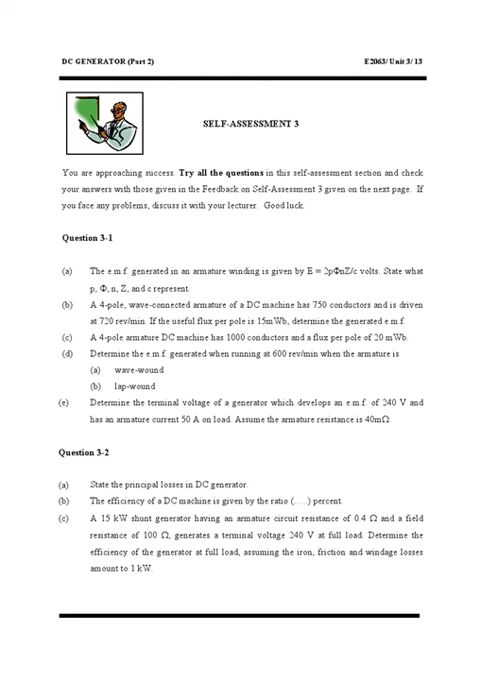 DC GENERATOR (Part 2) E2063/ Unit 3/ 13
SELF-ASSESSMENT 3
You are approaching success. Try all the questions in this self-assessment section and check
your answers with those given in the Feedback on Self-Assessment 3 given on the next page. If
you face any problems, discuss it with your lecturer. Good luck.
Question 3-1
(a) The e.m.f. generated in an armature winding is given by E = 2pΦnZ/c volts. State what
p, Φ, n, Z, and c represent.
(b) A 4-pole, wave-connected armature of a DC machine has 750 conductors and is driven
at 720 rev/min. If the useful flux per pole is 15mWb, determine the generated e.m.f.
(c) A 4-pole armature DC machine has 1000 conductors and a flux per pole of 20 mWb.
(d) Determine the e.m.f. generated when running at 600 rev/min when the armature is
(a) wave-wound
(b) lap-wound
(e) Determine the terminal voltage of a generator which develops an e.m.f. of 240 V and
has an armature current 50 A on load. Assume the armature resistance is 40mΩ
Question 3-2
(a) State the principal losses in DC generator.
(b) The efficiency of a DC machine is given by the ratio (…..) percent.
(c) A 15 kW shunt generator having an armature circuit resistance of 0.4 Ω and a field
resistance of 100 Ω, generates a terminal voltage 240 V at full load. Determine the
efficiency of the generator at full load, assuming the iron, friction and windage losses
amount to 1 kW.